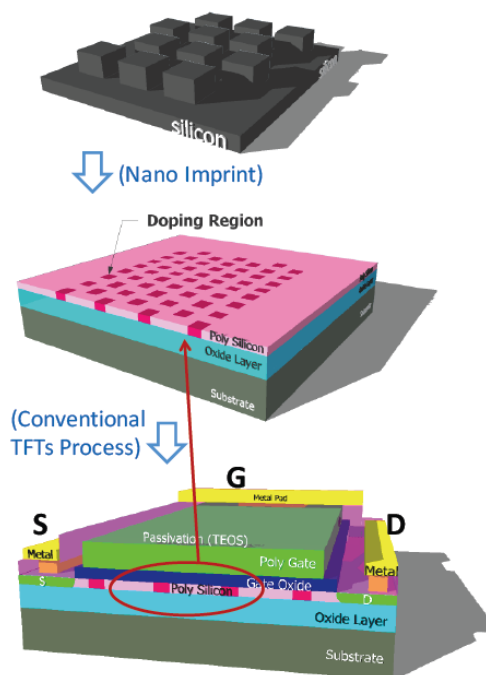 silicon
(Nano Imprint)
Doping Region
Poly Silicon
Oxide Layer
Substrate
(Conventional
TFTs Process)
G
Metal Pad
S
D
Passivation (TEOS)
Metal
Poly Gate
Metal
Gate Oxide
S
Poly Silicon
D
Oxide Layer
Substrate